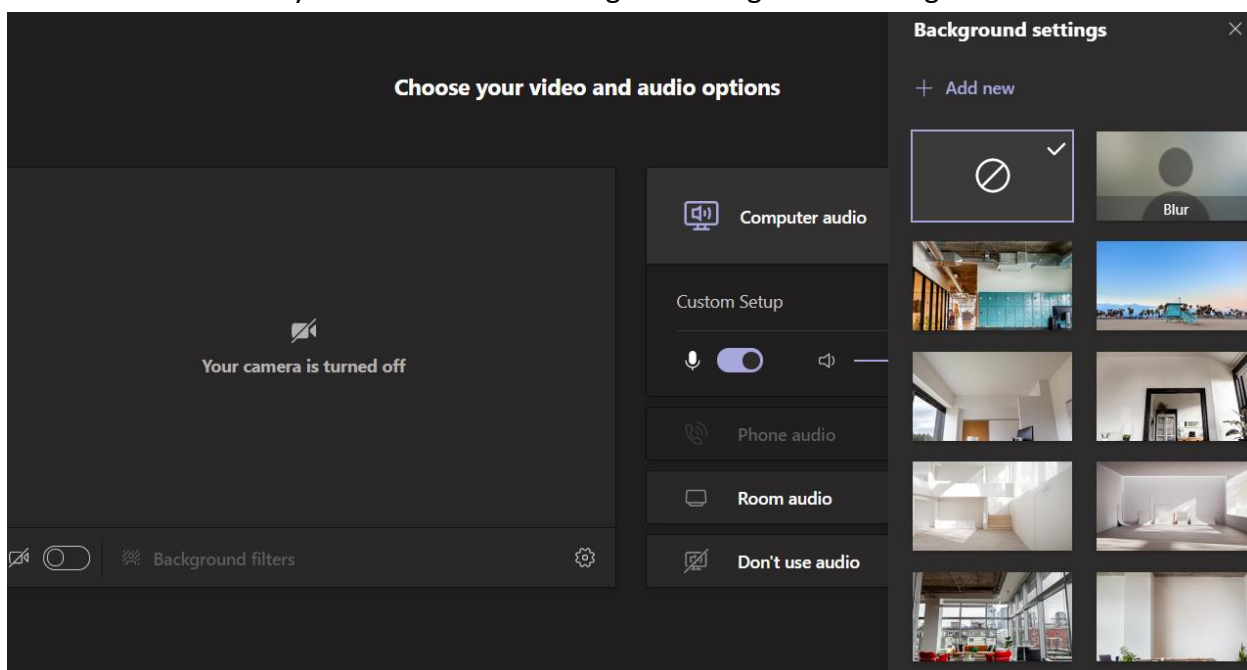 Choose your video and audio options
Your camera is turned off
Background filters
Computer audio
Custom Setup
Phone audio
Room audio
Don't use audio
Background settings
+ Add new
Blur